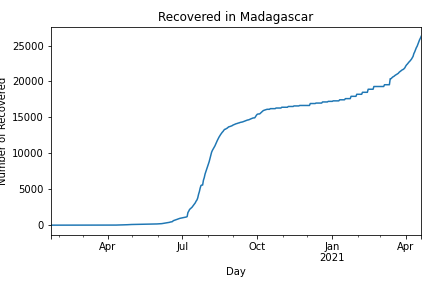 Recovered in Madagascar
Number of Recovered
25000
20000
15000
10000
5000
0
Apr Jul Oct Jan Apr
2021
Day